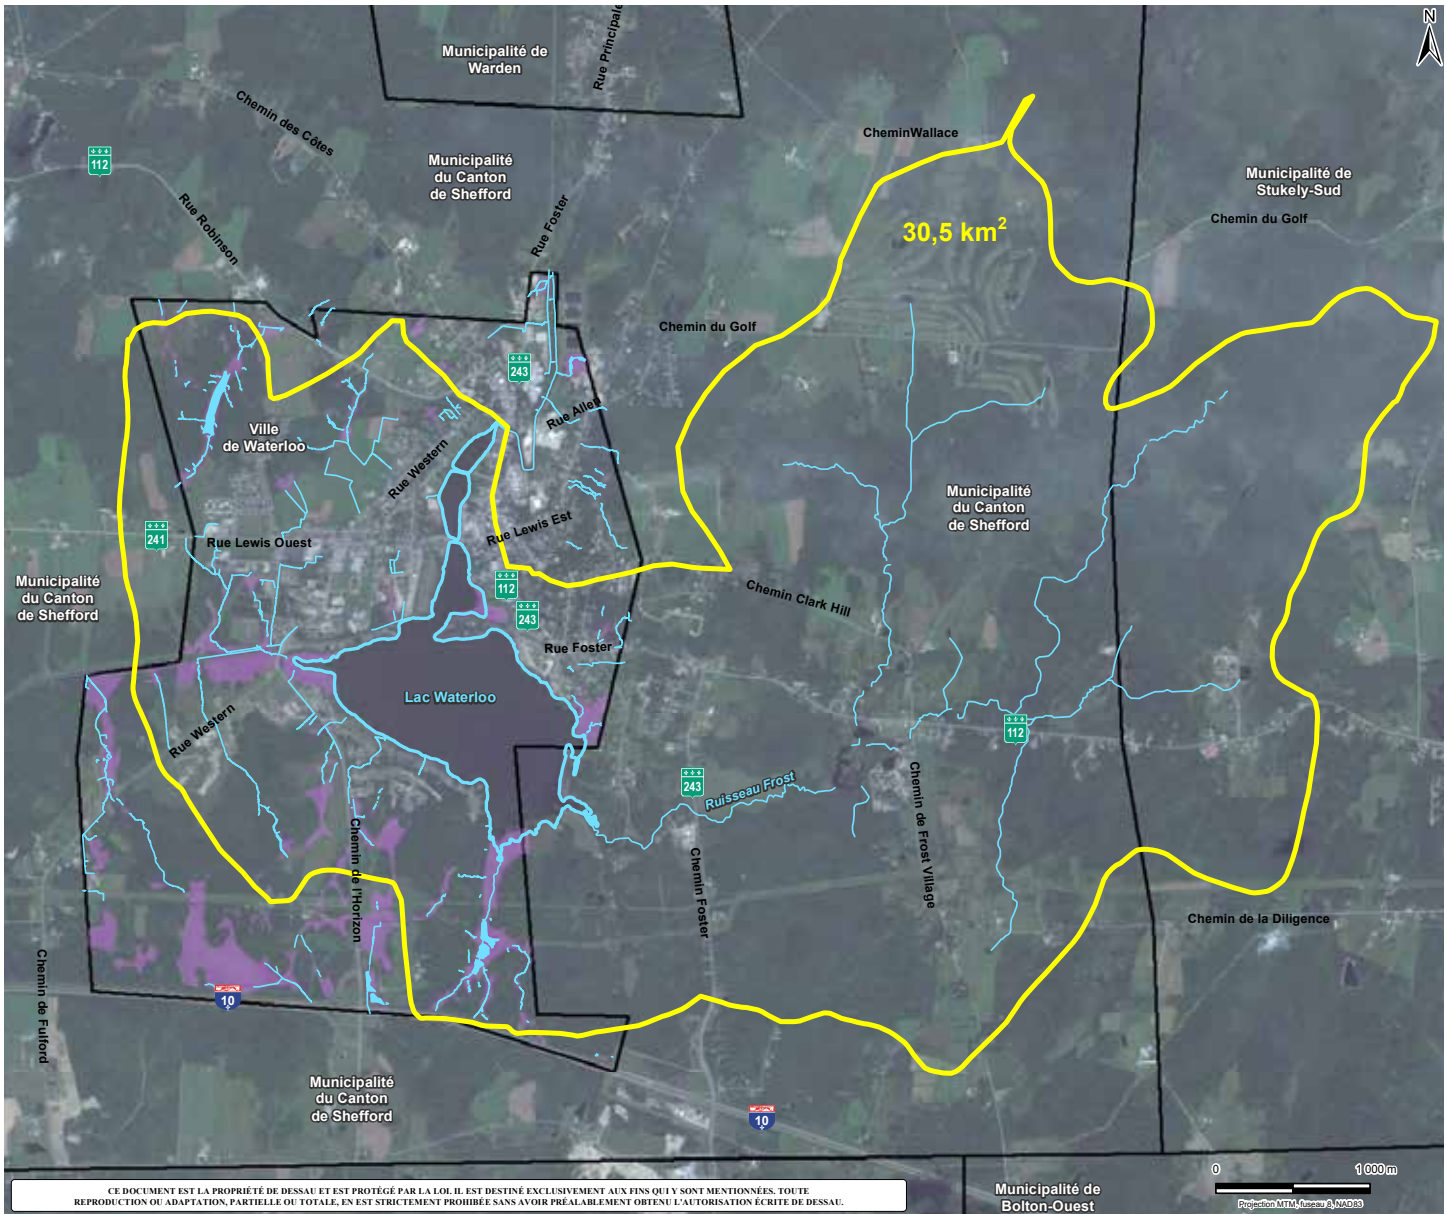 N
Municipalité de
Warden
Rue Principale
Chemin des Côtes
CheminWallace
112
Municipalité
du Canton
de Shefford
Municipalité de
Stukely-Sud
Rue Robinson
Rue Foster
Chemin du Golf
30,5 km²
Chemin du Golf
243
Rue Allen
Ville
de Waterloo
Rue Western
Municipalité
du Canton
de Shefford
Rue Lewis Est
241
Rue Lewis Ouest
Municipalité
du Canton
de Shefford
112
243
Chemin Clark Hill
Rue Foster
Lac Waterloo
Rue Western
112
243
Ruisseau Frost
Chemin de l'Horizon
Chemin Foster
Chemin de Frost Village
Chemin de la Diligence
Chemin de Fulford
10
Municipalité
du Canton
de Shefford
10
0 1 000 m
Projection MTM, fuseau 8, NAD83
Municipalité de
Bolton-Ouest
CE DOCUMENT EST LA PROPRIÉTÉ DE DESSAU ET EST PROTÉGÉ PAR LA LOI. IL EST DESTINÉ EXCLUSIVEMENT AUX FINS QUI Y SONT MENTIONNÉES. TOUTE
REPRODUCTION OU ADAPTATION, PARTIELLE OU TOTALE, EN EST STRICTEMENT PROHIBÉE SANS AVOIR PRÉALABLEMENT OBTENU L'AUTORISATION ÉCRITE DE DESSAU.